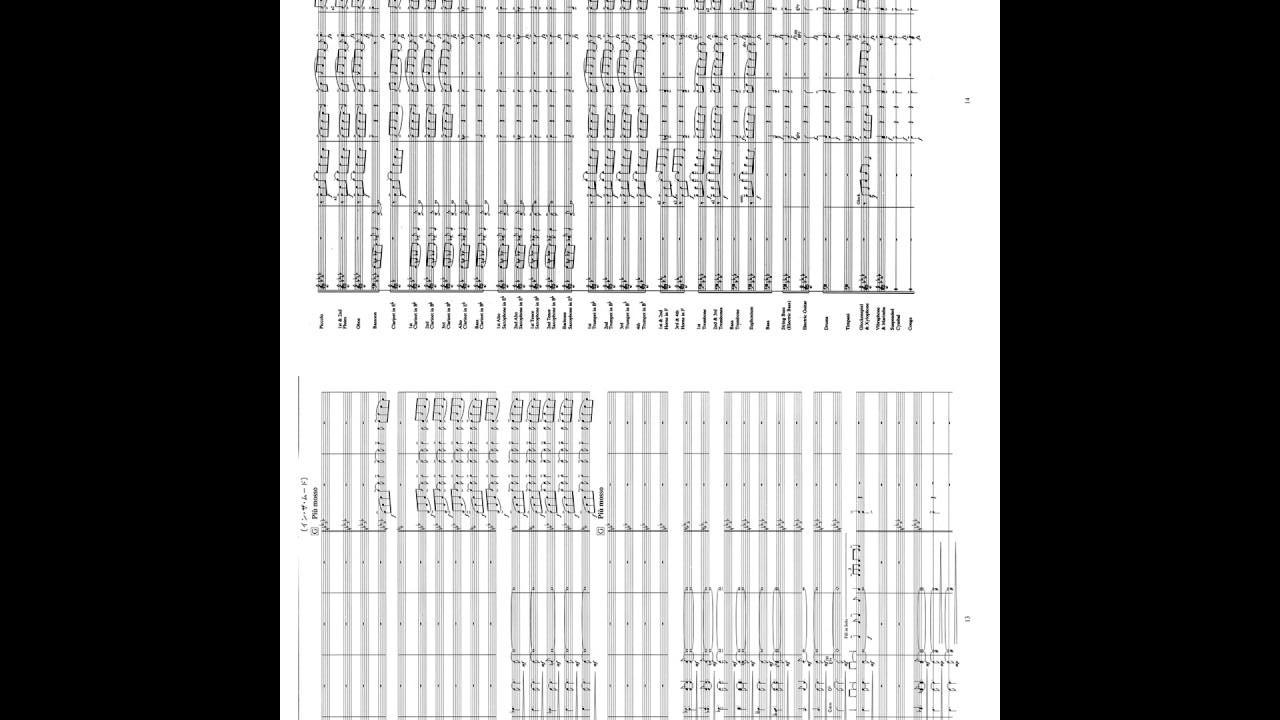 14
Piccolo
1st & 2nd
Flutes
Oboe
Bassoon
Clarinet in E♭
1st
Clarinet in B♭
2nd
Clarinet in B♭
3rd
Clarinet in B♭
Alto
Clarinet in E♭
Bass
Clarinet in B♭
1st Alto
Saxophone in E♭
2nd Alto
Saxophone in E♭
1st Tenor
Saxophone in B♭
2nd Tenor
Saxophone in B♭
Baritone
Saxophone in E♭
1st
Trumpet in B♭
2nd
Trumpet in B♭
3rd
Trumpet in B♭
4th
Trumpet in B♭
1st & 2nd
Horns in F
3rd & 4th
Horns in F
1st
Trombone
2nd & 3rd
Trombones
Bass
Trombone
Euphonium
Bass
String Bass
(Electric Bass)
Electric Guitar
Drums
Timpani
Glockenspiel
& Xylophone
Vibraphone
& Marimba
Suspended
Cymbal
Conga
13
(イン・ザ・ムード)
G Più mosso
G Più mosso
Fill in Solo